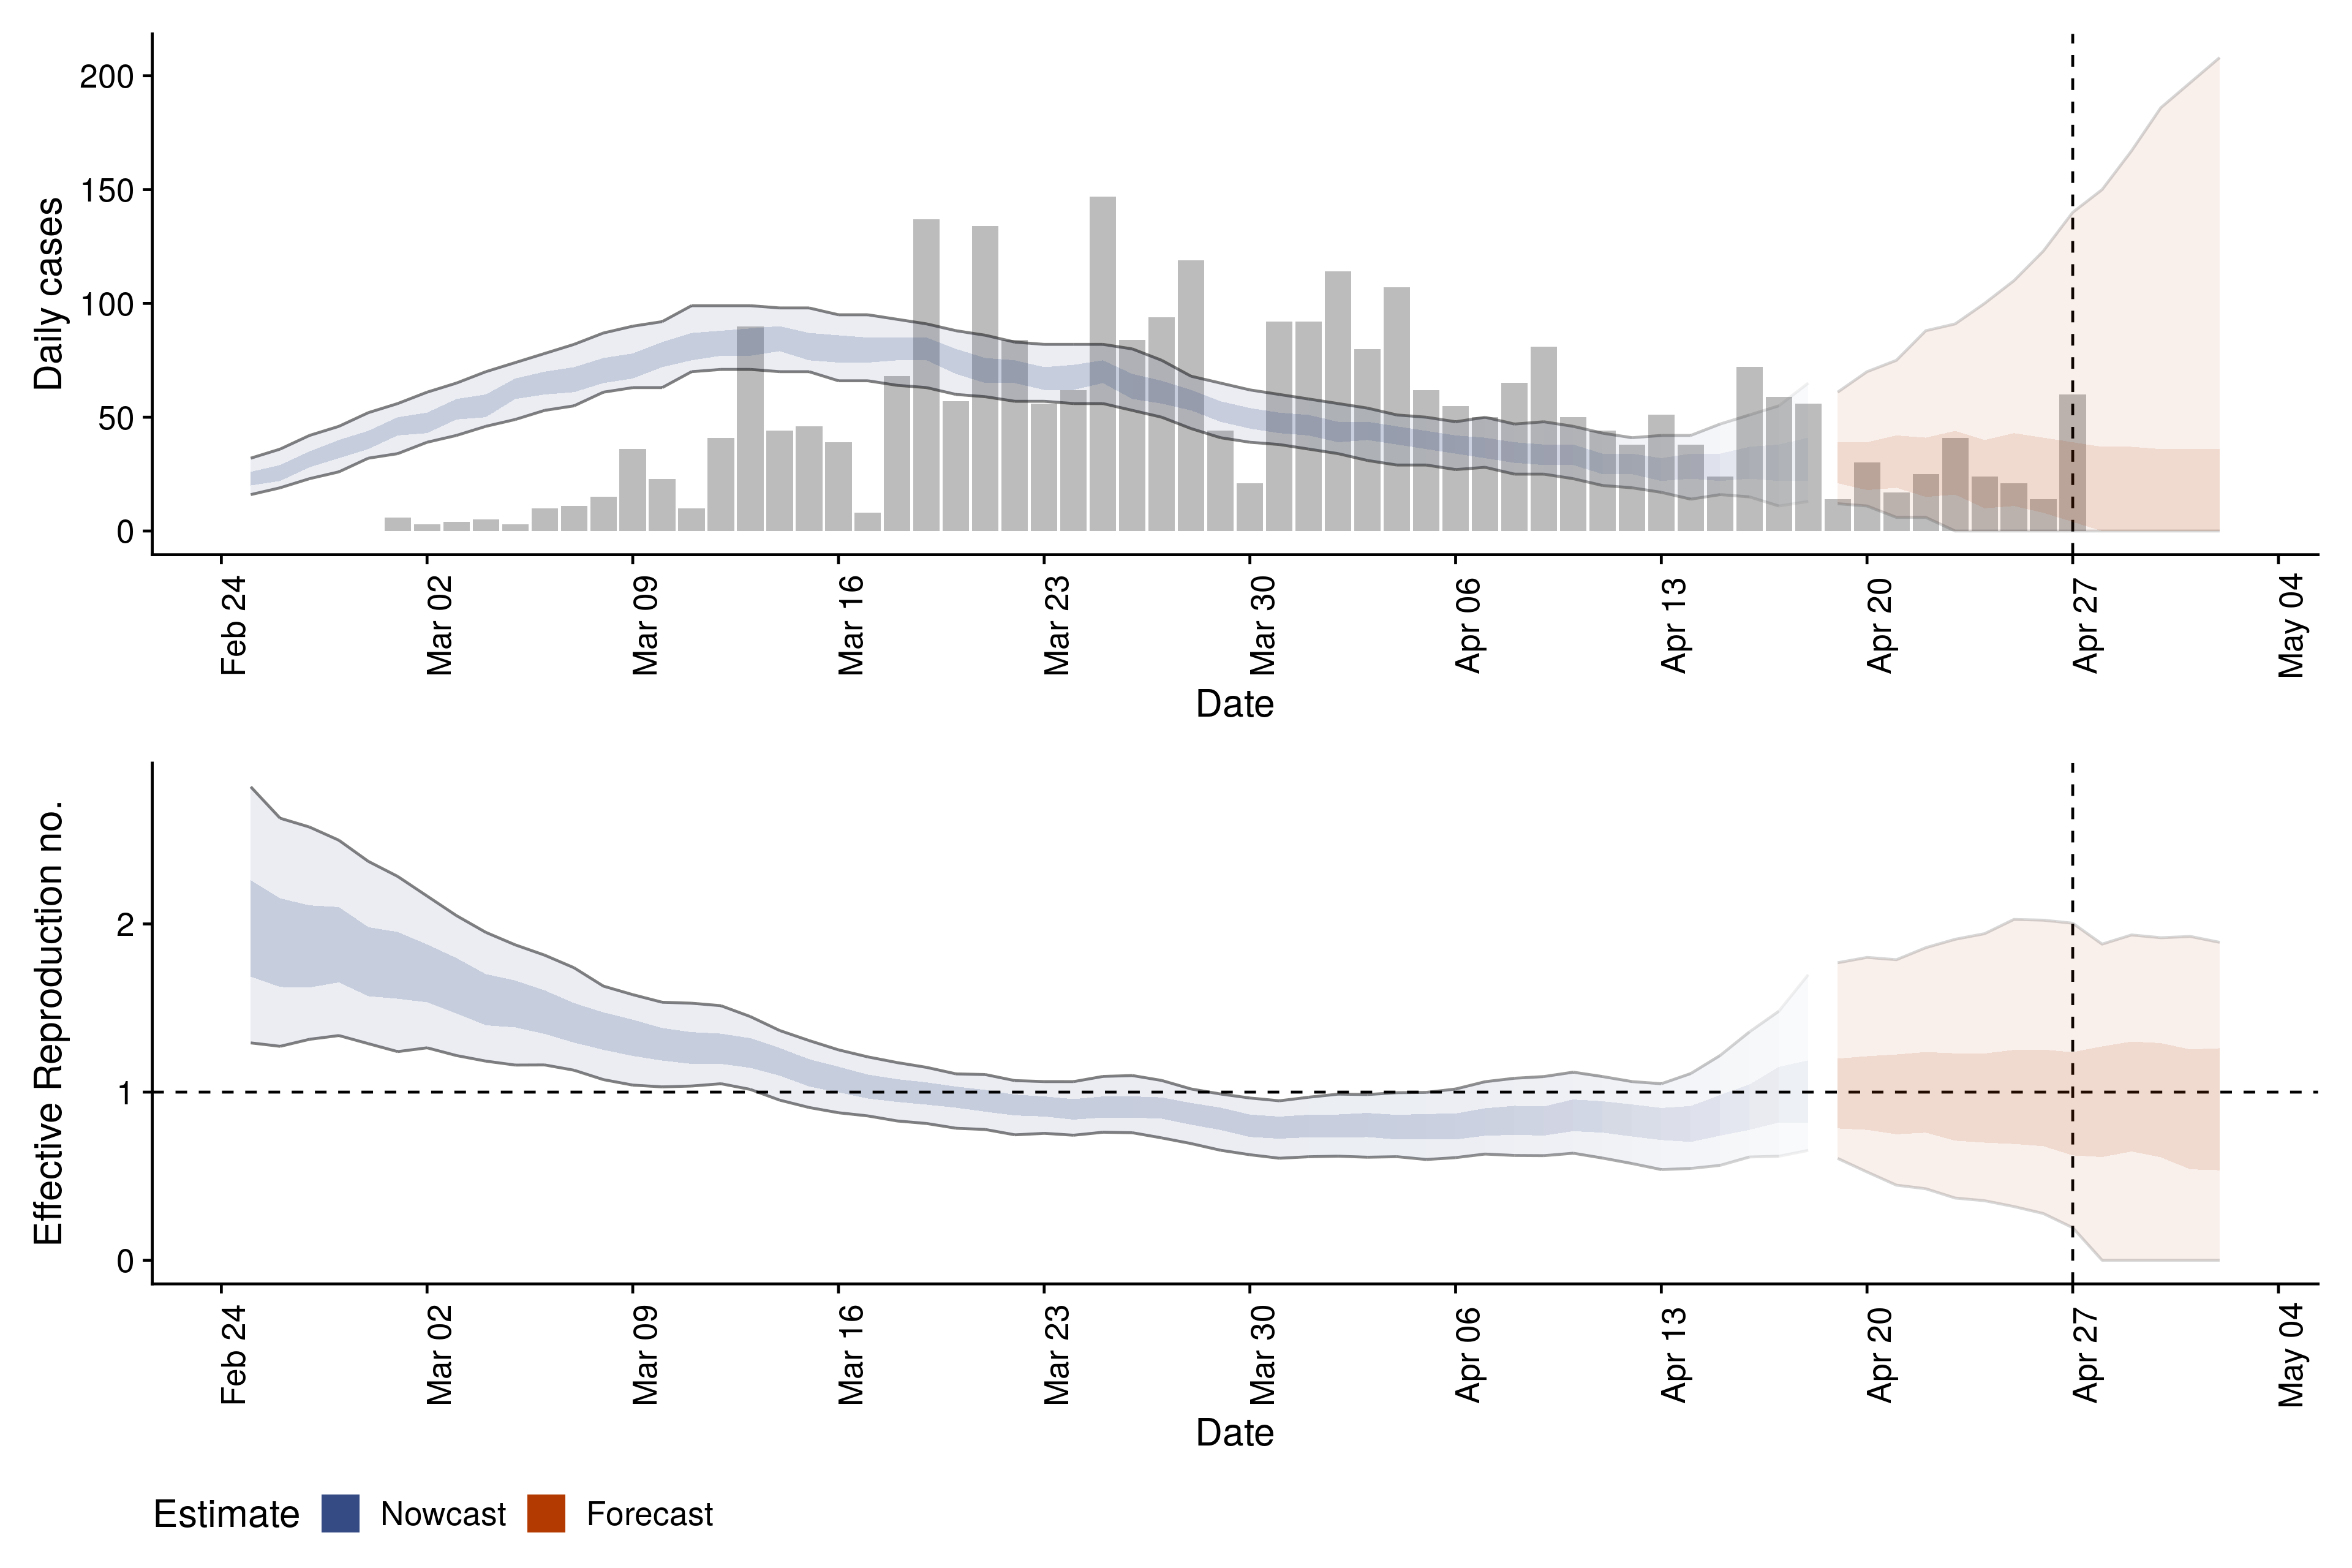 Daily cases
200
150
100
50
0
Feb 24
Mar 02
Mar 09
Mar 16
Mar 23
Mar 30
Apr 06
Apr 13
Apr 20
Apr 27
May 04
Date
Effective Reproduction no.
2
1
0
Feb 24
Mar 02
Mar 09
Mar 16
Mar 23
Mar 30
Apr 06
Apr 13
Apr 20
Apr 27
May 04
Date
Estimate Nowcast Forecast